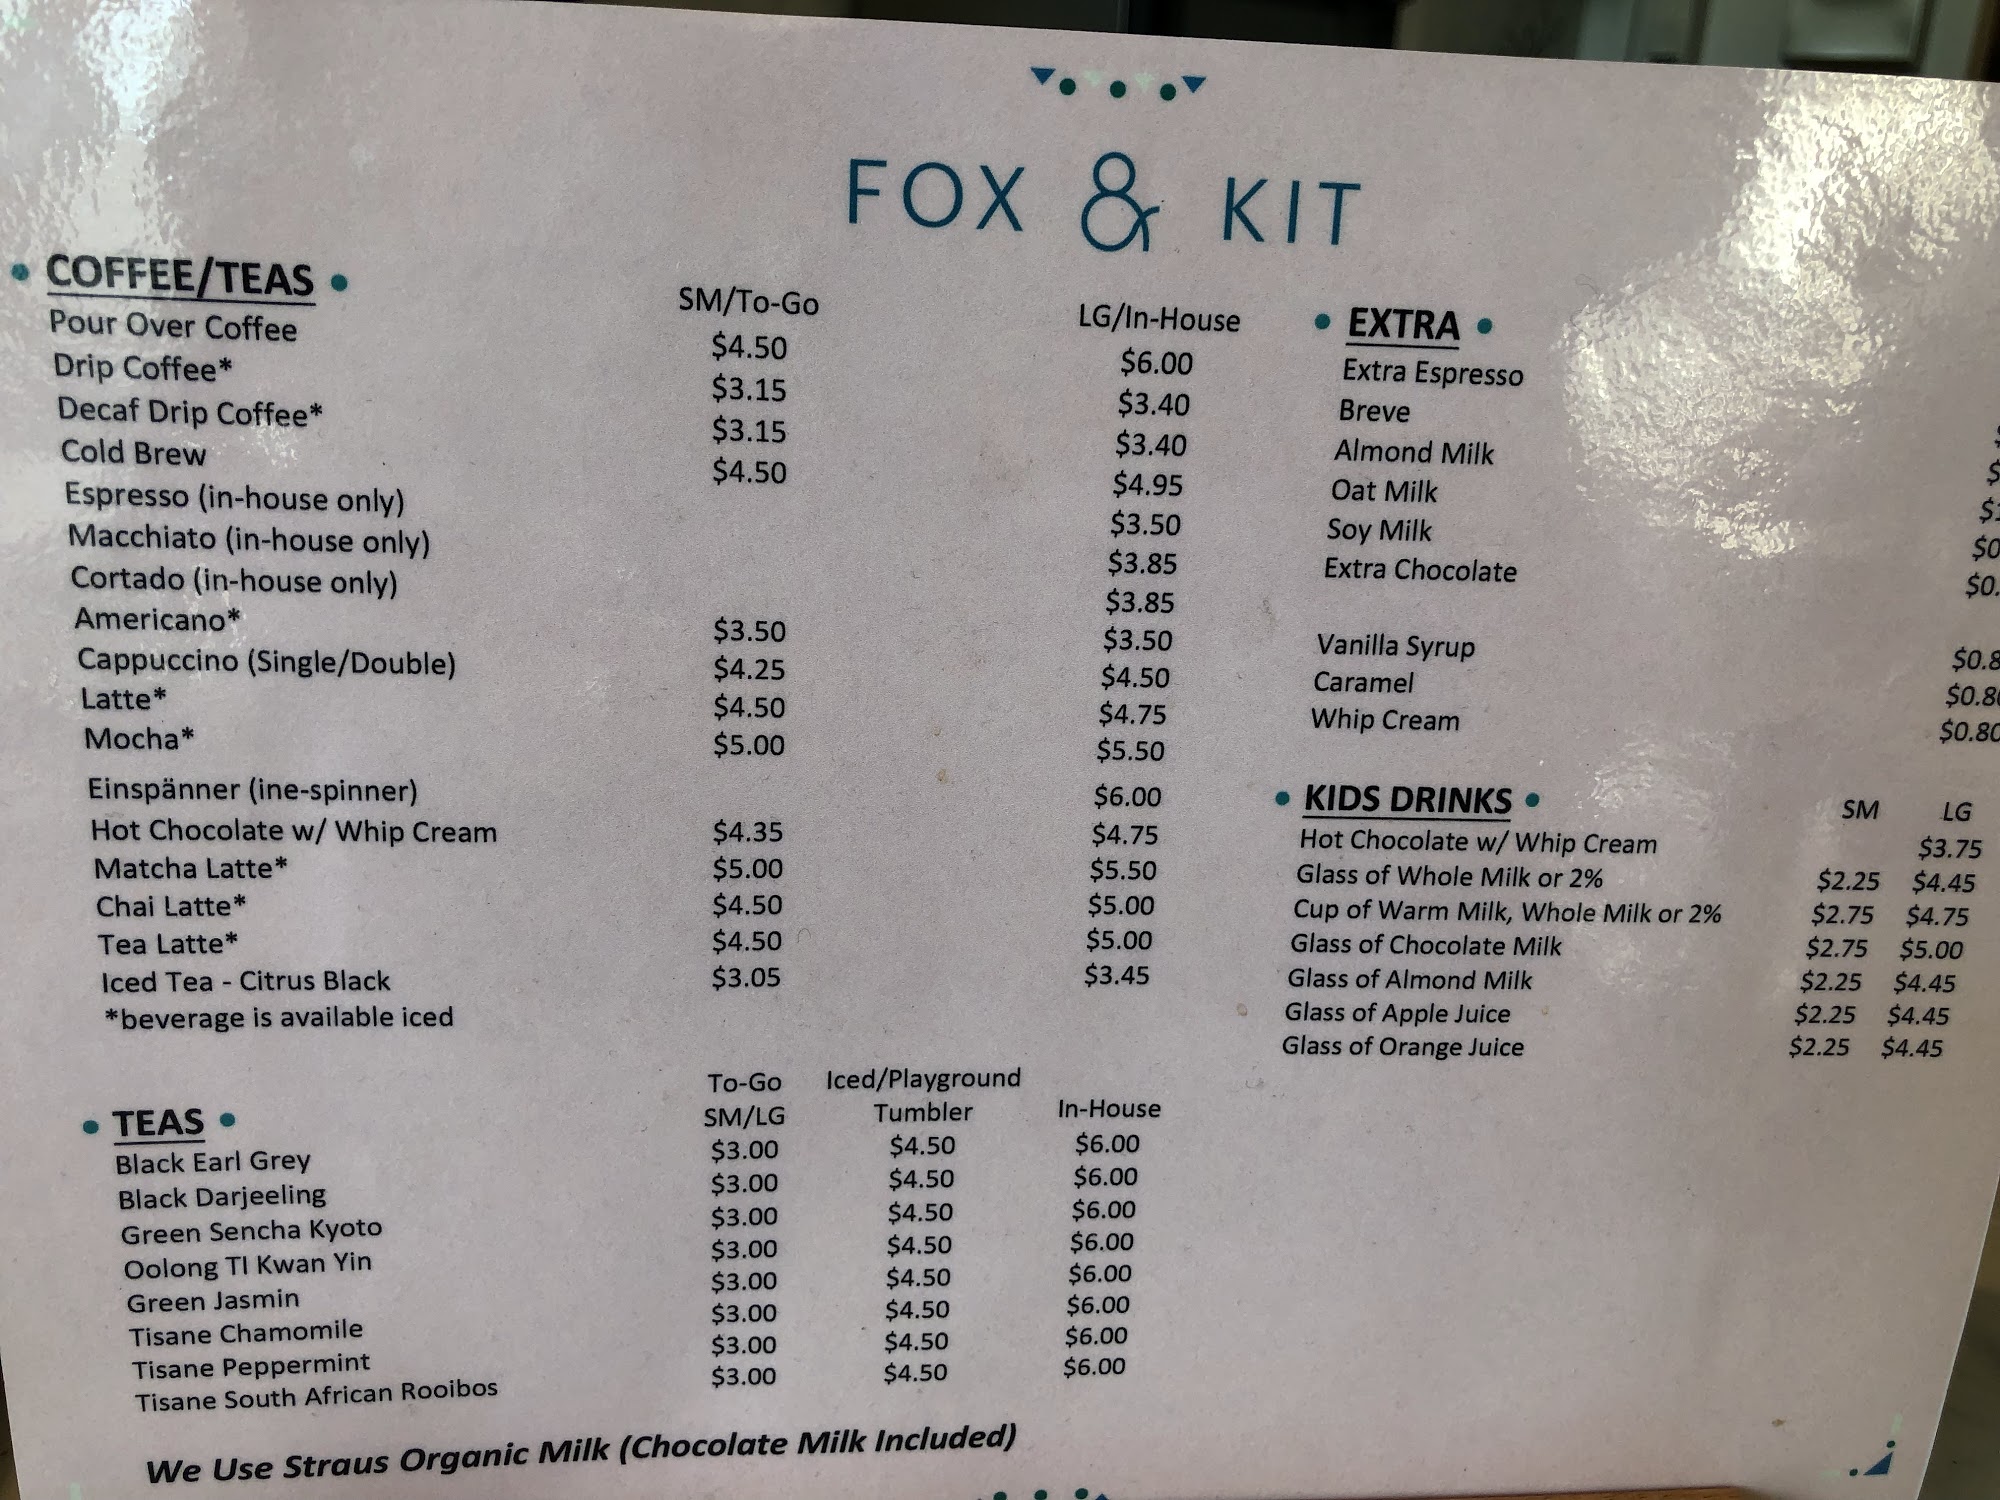 FOX & KIT
• COFFEE/TEAS •
SM/To-Go LG/In-House
Pour Over Coffee $4.50 $6.00
Drip Coffee* $3.15 $3.40
Decaf Drip Coffee* $3.15 $3.40
Cold Brew $4.50 $4.95
Espresso (in-house only) $3.50
Macchiato (in-house only) $3.85
Cortado (in-house only) $3.85
Americano* $3.50 $3.50
Cappuccino (Single/Double) $4.25 $4.50
Latte* $4.50 $4.75
Mocha* $5.00 $5.50
Einspänner (ine-spinner) $6.00
Hot Chocolate w/ Whip Cream $4.35 $4.75
Matcha Latte* $5.00 $5.50
Chai Latte* $4.50 $5.00
Tea Latte* $4.50 $5.00
Iced Tea - Citrus Black $3.05 $3.45
*beverage is available iced
To-Go Iced/Playground
• TEAS • SM/LG Tumbler In-House
Black Earl Grey $3.00 $4.50 $6.00
Black Darjeeling $3.00 $4.50 $6.00
Green Sencha Kyoto $3.00 $4.50 $6.00
Oolong TI Kwan Yin $3.00 $4.50 $6.00
Green Jasmin $3.00 $4.50 $6.00
Tisane Chamomile $3.00 $4.50 $6.00
Tisane Peppermint $3.00 $4.50 $6.00
Tisane South African Rooibos $3.00 $4.50 $6.00
We Use Straus Organic Milk (Chocolate Milk Included)
• EXTRA •
Extra Espresso
Breve
Almond Milk
Oat Milk
Soy Milk
Extra Chocolate
Vanilla Syrup
Caramel
Whip Cream $0.80
• KIDS DRINKS • SM LG
Hot Chocolate w/ Whip Cream $3.75
Glass of Whole Milk or 2% $2.25 $4.45
Cup of Warm Milk, Whole Milk or 2% $2.75 $4.75
Glass of Chocolate Milk $2.75 $5.00
Glass of Almond Milk $2.25 $4.45
Glass of Apple Juice $2.25 $4.45
Glass of Orange Juice $2.25 $4.45